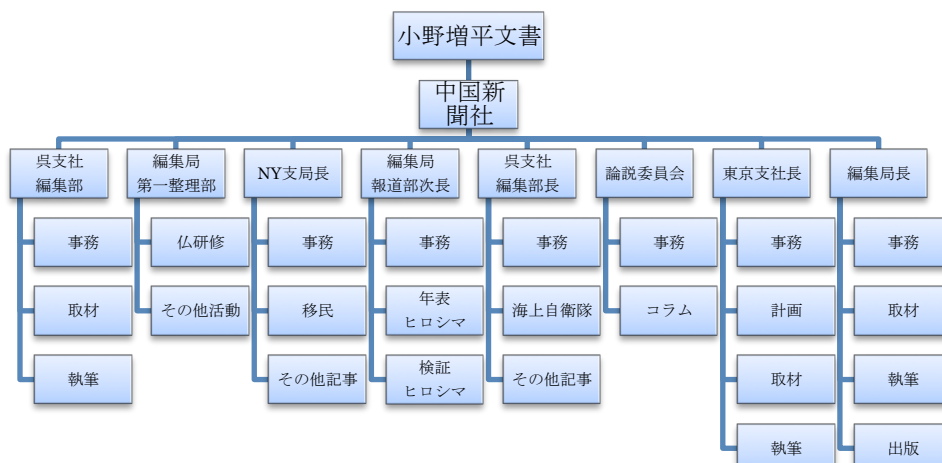 小野増平文書
中国新
聞社
呉支社
編集部
編集局
第一整理部
NY支局長
編集局
報道部次長
呉支社
編集部長
論説委員会
東京支社長
編集局長
事務
仏研修
事務
事務
事務
事務
事務
事務
取材
その他活動
移民
年表
ヒロシマ
海上自衛隊
コラム
計画
取材
執筆
その他記事
検証
ヒロシマ
その他記事
取材
執筆
執筆
出版